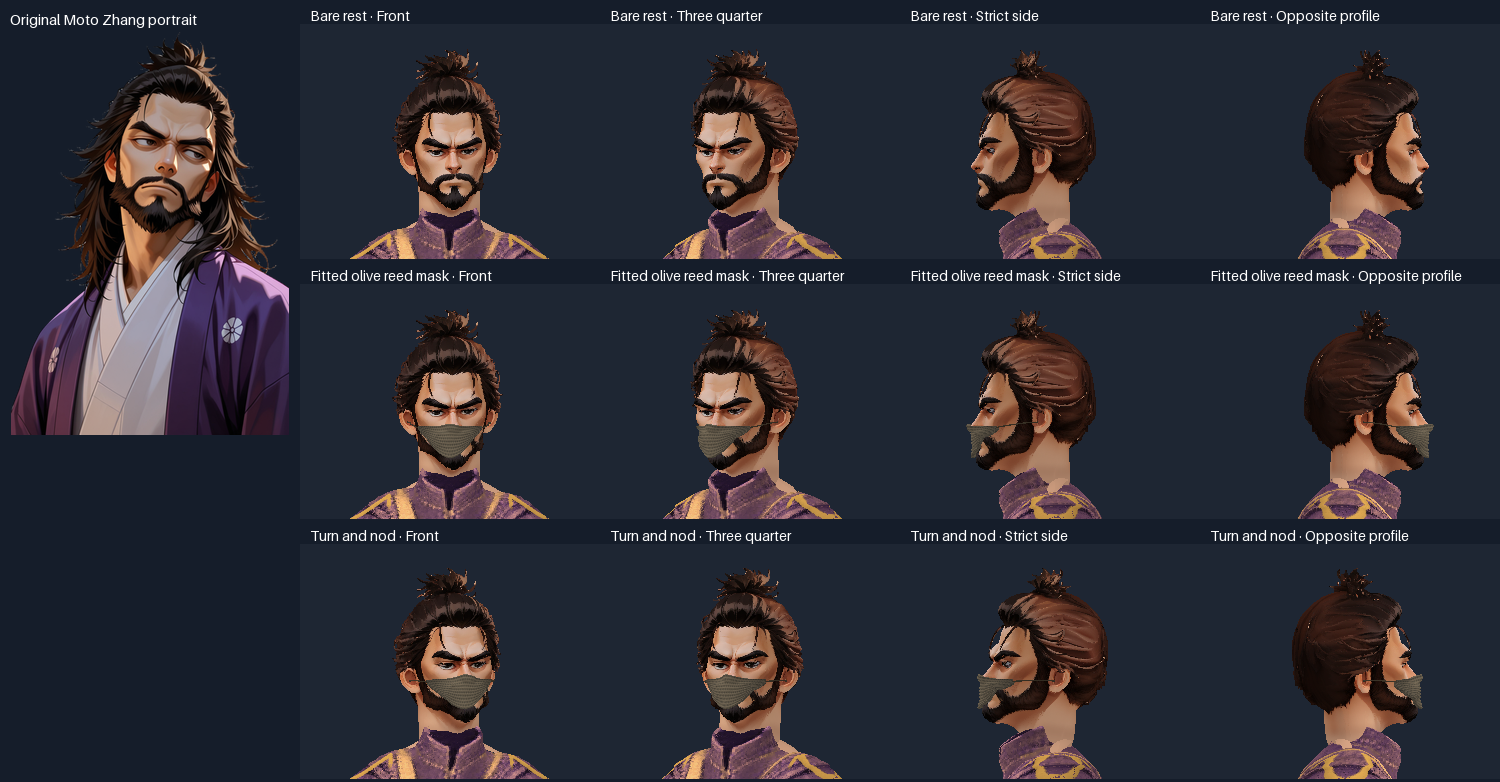 Original Moto Zhang portrait
Bare rest · Front
Bare rest · Three quarter
Bare rest · Strict side
Bare rest · Opposite profile
Fitted olive reed mask · Front
Fitted olive reed mask · Three quarter
Fitted olive reed mask · Strict side
Fitted olive reed mask · Opposite profile
Turn and nod · Front
Turn and nod · Three quarter
Turn and nod · Strict side
Turn and nod · Opposite profile